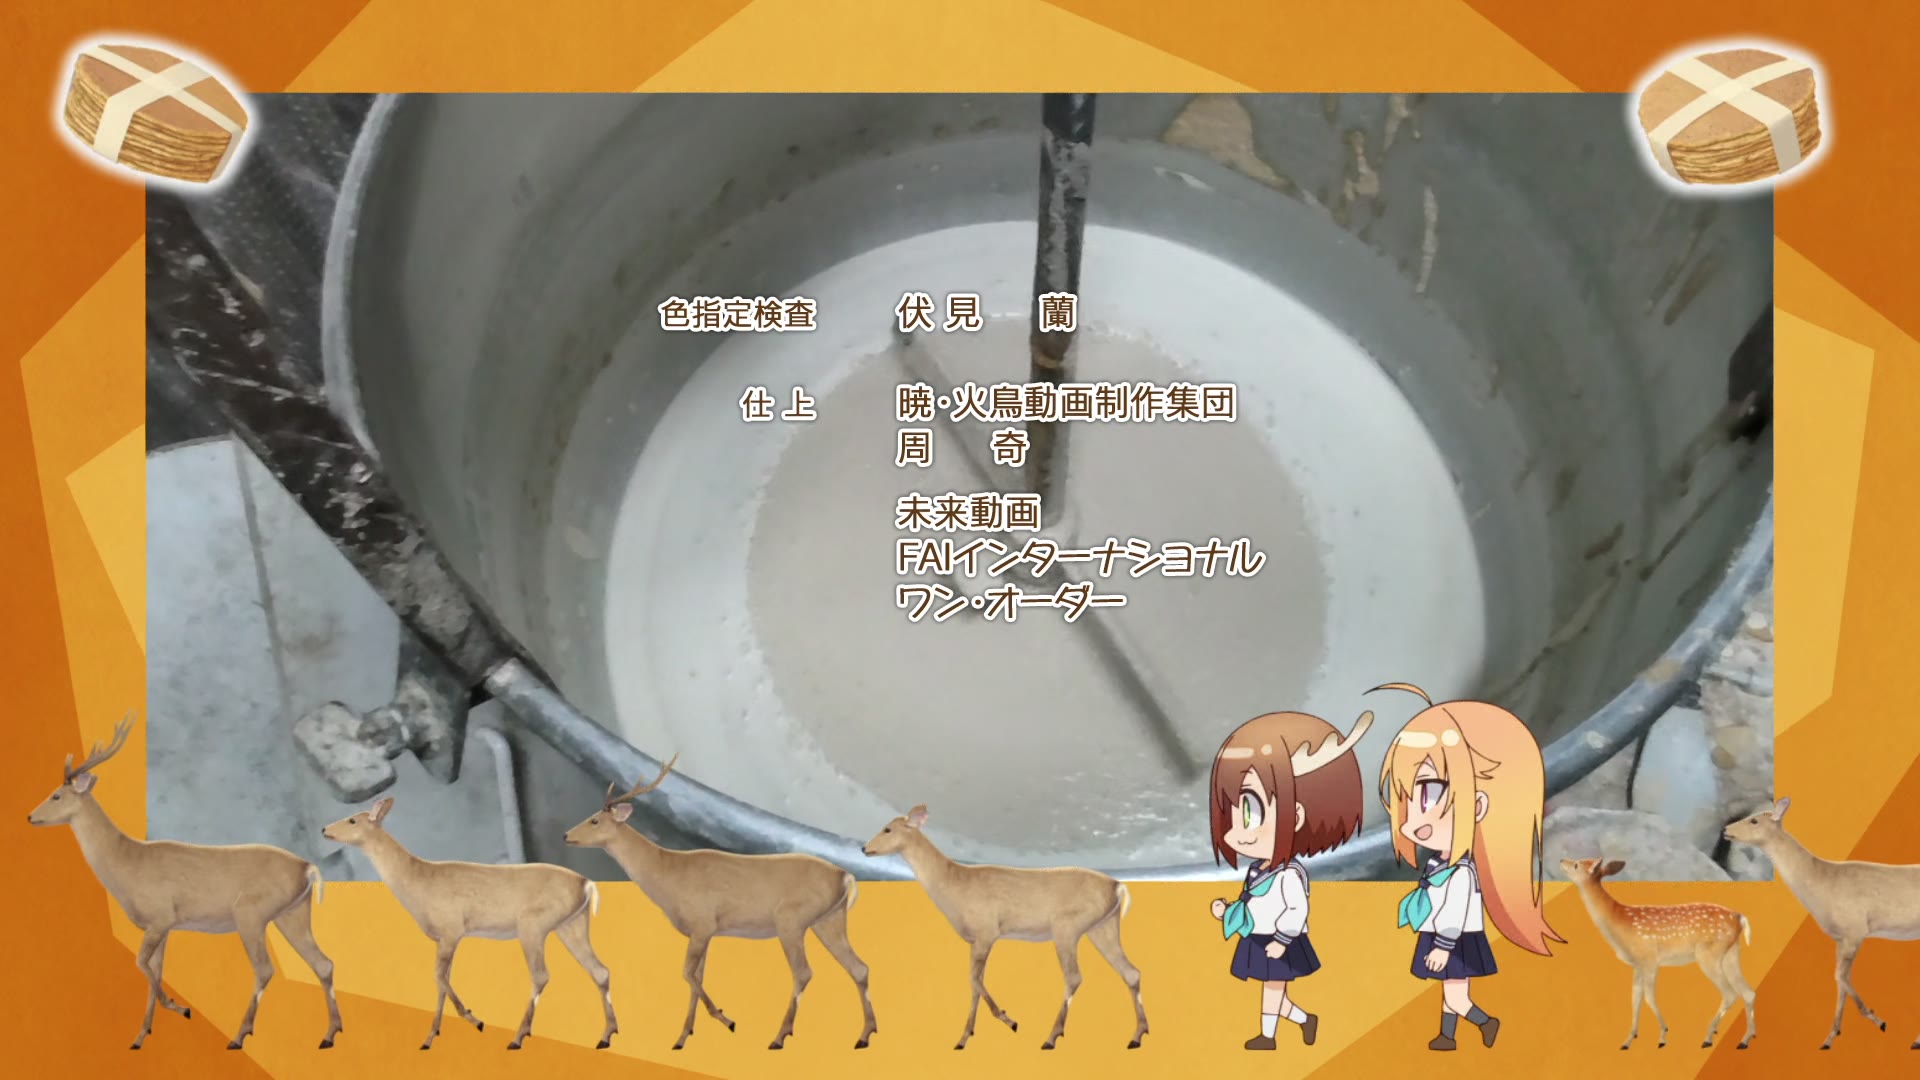 色指定検査 伏見 蘭
仕上 暁・火鳥動画制作集団
周 奇
未来動画
FAIインターナショナル
ワン・オーダー